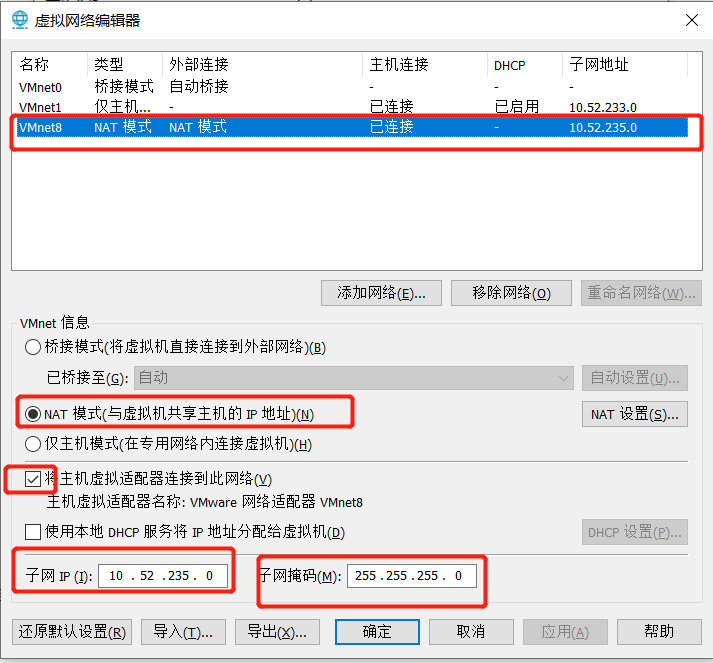 虚拟网络编辑器
名称 类型 外部连接 主机连接 DHCP 子网地址
VMnet0 桥接模式 自动桥接 - - -
VMnet1 仅主机... - 已连接 已启用 10.52.233.0
VMnet8 NAT 模式 NAT 模式 已连接 - 10.52.235.0
添加网络(E)... 移除网络(O) 重命名网络(W)...
VMnet 信息
桥接模式(将虚拟机直接连接到外部网络)(B)
已桥接至(G): 自动 自动设置(U)...
NAT 模式(与虚拟机共享主机的 IP 地址)(N) NAT 设置(S)...
仅主机模式(在专用网络内连接虚拟机)(H)
将主机虚拟适配器连接到此网络(V)
主机虚拟适配器名称: VMware 网络适配器 VMnet8
使用本地 DHCP 服务将 IP 地址分配给虚拟机(D) DHCP 设置(P)...
子网 IP (I): 10 . 52 .235. 0 子网掩码(M): 255.255.255. 0
还原默认设置(R) 导入(T)... 导出(X)... 确定 取消 应用(A) 帮助